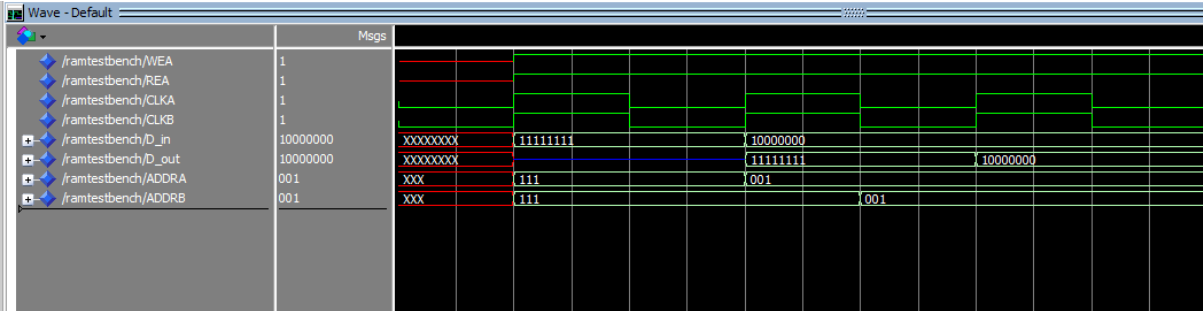 Wave - Default
Msgs
/ramtestbench/WEA 1
/ramtestbench/REA 1
/ramtestbench/CLKA 1
/ramtestbench/CLKB 1
/ramtestbench/D_in 10000000 XXXXXXXX 11111111 10000000
/ramtestbench/D_out 10000000 XXXXXXXX 11111111 10000000
/ramtestbench/ADDRA 001 XXX 111 001
/ramtestbench/ADDRB 001 XXX 111 001